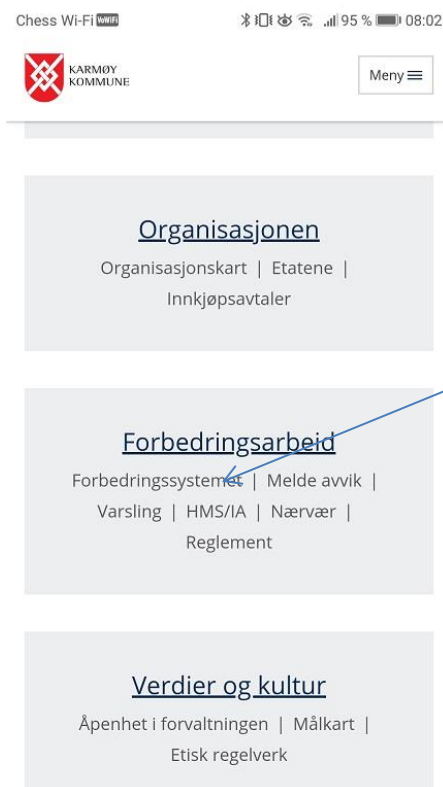 Chess Wi-Fi VoWiFi 95 % 08:02
KARMØY
KOMMUNE
Meny
Organisasjonen
Organisasjonskart | Etatene |
Innkjøpsavtaler
Forbedringsarbeid
Forbedringssystemet | Melde avvik |
Varsling | HMS/IA | Nærvær |
Reglement
Verdier og kultur
Åpenhet i forvaltningen | Målkart |
Etisk regelverk